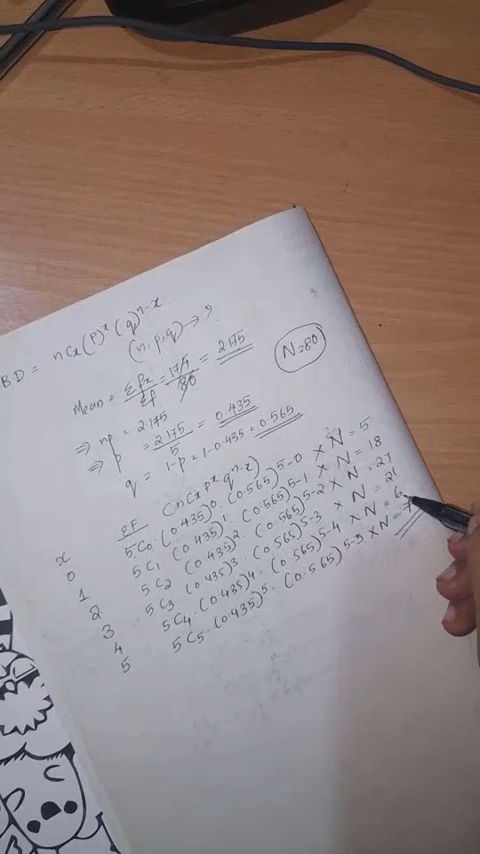 BD = nCx (p)^x (q)^n-x
(n, p, q) → ?
Mean = Σfx/Σf = 174/80 = 2.175
N=80
⇒ np = 2.175
⇒ p = 2.175/5 = 0.435
q = 1-p = 1-0.435 = 0.565
x EF (nCx p^x q^n-x)
0 5C0 · (0.435)^0 · (0.565)^5-0 × N = 5
1 5C1 (0.435)^1 (0.565)^5-1 × N = 18
2 5C2 (0.435)^2 · (0.565)^5-2 × N = 27
3 5C3 (0.435)^3 · (0.565)^5-3 × N = 21
4 5C4 · (0.435)^4 · (0.565)^5-4 × N = 6
5 5C5 · (0.435)^5 · (0.565)^5-5 × N =